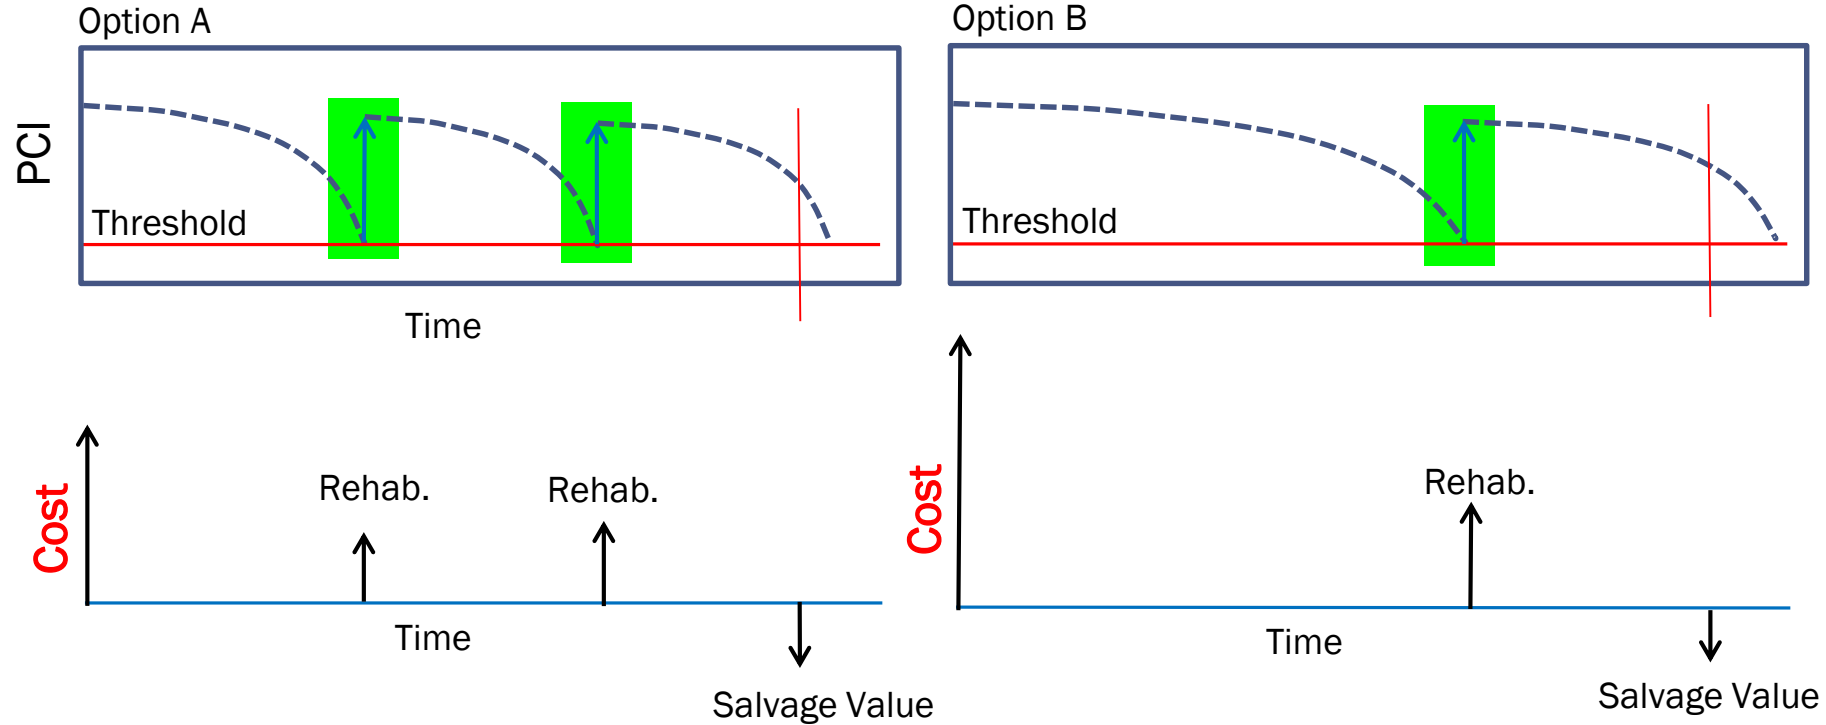 Option A
Option B
PCI
Threshold
Threshold
Time
Cost
Rehab.
Rehab.
Time
Salvage Value
Cost
Rehab.
Time
Salvage Value